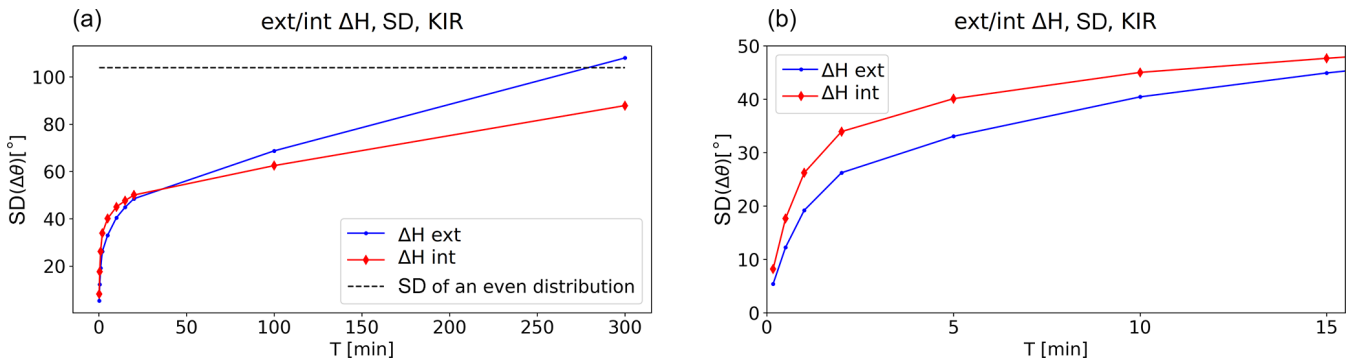 (a)
ext/int ΔH, SD, KIR
SD(Δθ)[°]
100
80
60
40
20
ΔH ext
ΔH int
SD of an even distribution
0 50 100 150 200 250 300
T [min]
(b)
ext/int ΔH, SD, KIR
SD(Δθ)[°]
50
40
30
20
10
0
ΔH ext
ΔH int
0 5 10 15
T [min]